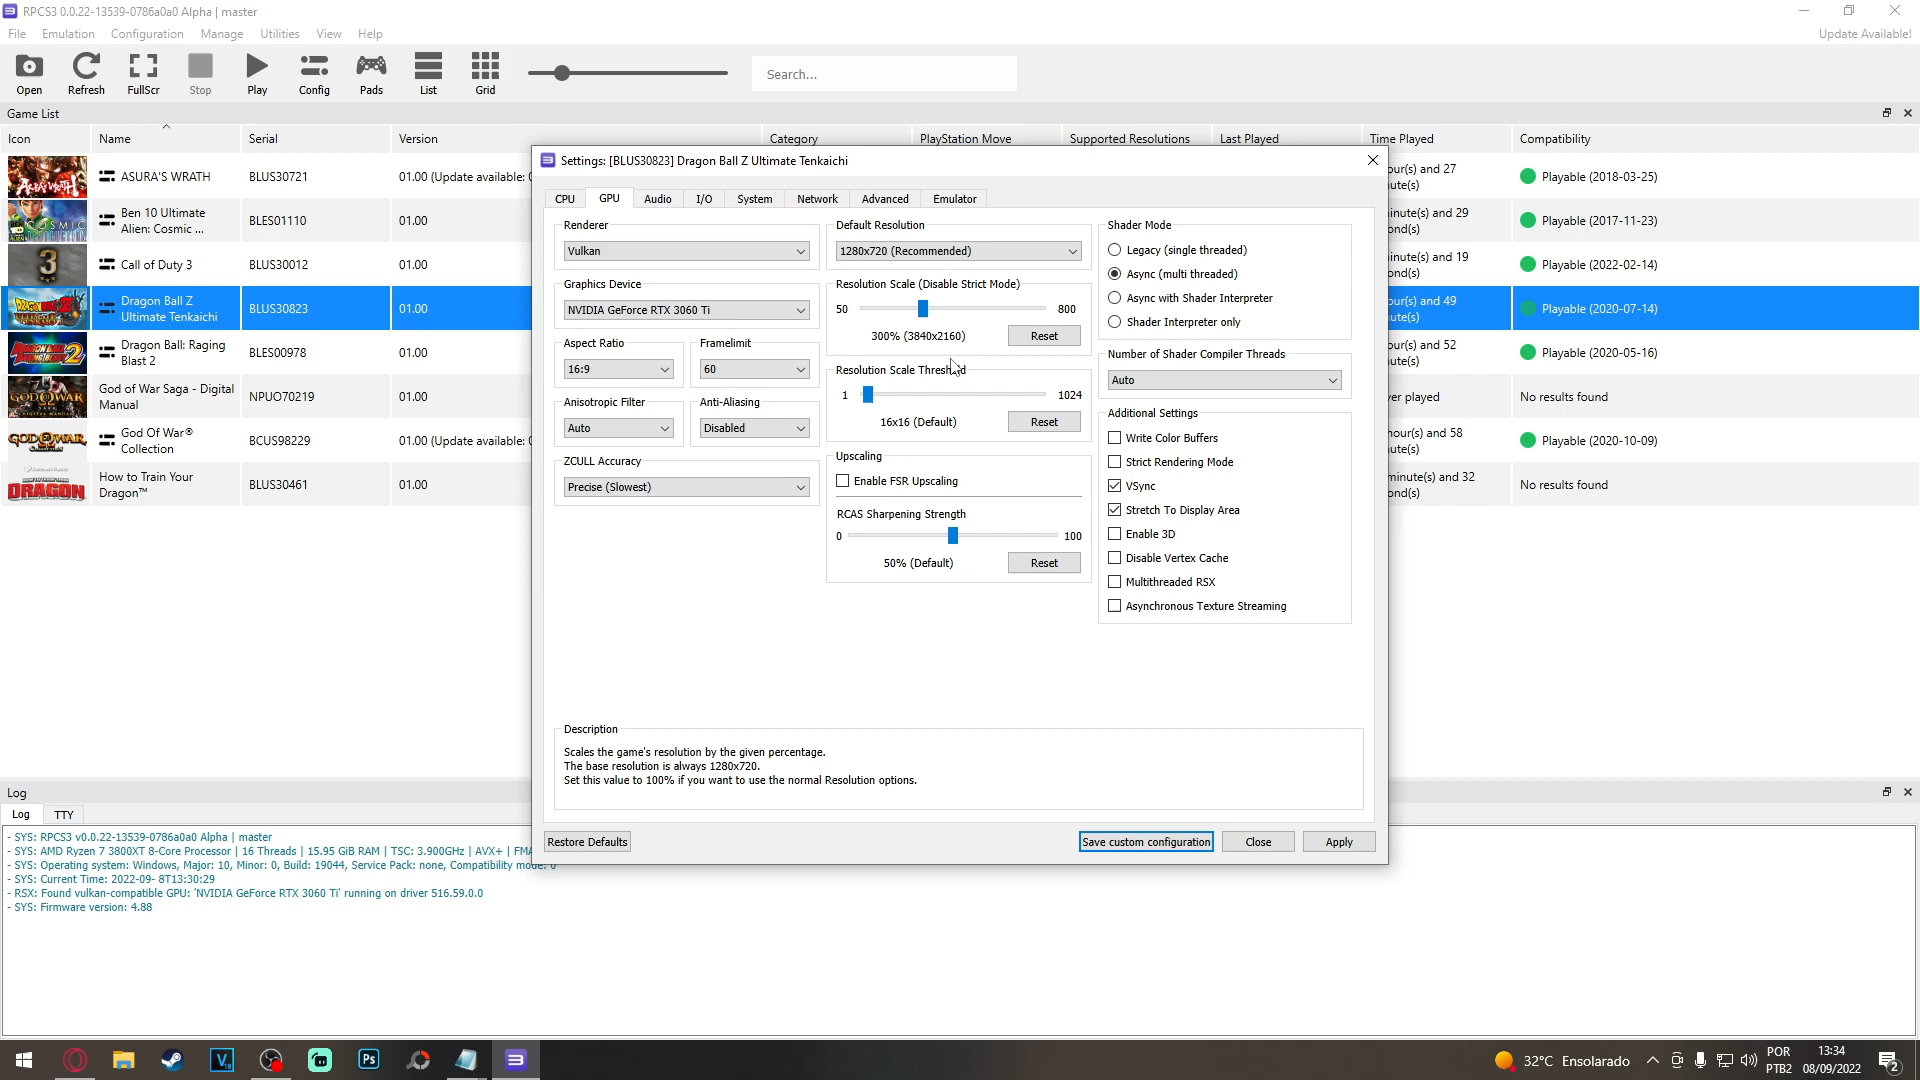 RPCS3 0.0.22-13539-0786a0a0 Alpha | master
File Emulation Configuration Manage Utilities View Help Update Available!
Open Refresh FullScr Stop Play Config Pads List Grid Search...
Game List
Icon Name Serial Version Category PlayStation Move Supported Resolutions Last Played Time Played Compatibility
ASURA'S WRATH BLUS30721 01.00 (Update available: Playable (2018-03-25)
Ben 10 Ultimate
Alien: Cosmic ... BLES01110 01.00 Playable (2017-11-23)
Call of Duty 3 BLUS30012 01.00 Playable (2022-02-14)
Dragon Ball Z
Ultimate Tenkaichi BLUS30823 01.00 Playable (2020-07-14)
Dragon Ball: Raging
Blast 2 BLES00978 01.00 Playable (2020-05-16)
God of War Saga - Digital
Manual NPUO70219 01.00 No results found
God Of War®
Collection BCUS98229 01.00 (Update available: Playable (2020-10-09)
How to Train Your
Dragon™ BLUS30461 01.00 No results found
Settings: [BLUS30823] Dragon Ball Z Ultimate Tenkaichi
CPU GPU Audio I/O System Network Advanced Emulator
Renderer
Vulkan
Graphics Device
NVIDIA GeForce RTX 3060 Ti
Aspect Ratio Framelimit
16:9 60
Anisotropic Filter Anti-Aliasing
Auto Disabled
ZCULL Accuracy
Precise (Slowest)
Default Resolution
1280x720 (Recommended)
Resolution Scale (Disable Strict Mode)
50 800
300% (3840x2160) Reset
Resolution Scale Threshold
1 1024
16x16 (Default) Reset
Upscaling
Enable FSR Upscaling
RCAS Sharpening Strength
0 100
50% (Default) Reset
Shader Mode
Legacy (single threaded)
Async (multi threaded)
Async with Shader Interpreter
Shader Interpreter only
Number of Shader Compiler Threads
Auto
Additional Settings
Write Color Buffers
Strict Rendering Mode
VSync
Stretch To Display Area
Enable 3D
Disable Vertex Cache
Multithreaded RSX
Asynchronous Texture Streaming
Description
Scales the game's resolution by the given percentage.
The base resolution is always 1280x720.
Set this value to 100% if you want to use the normal Resolution options.
Restore Defaults Save custom configuration Close Apply
Log
Log TTY
- SYS: RPCS3 v0.0.22-13539-0786a0a0 Alpha | master
- SYS: AMD Ryzen 7 3800XT 8-Core Processor | 16 Threads | 15.95 GiB RAM | TSC: 3.900GHz | AVX+ |
- SYS: Operating system: Windows, Major: 10, Minor: 0, Build: 19044, Service Pack: none, Compatibility mode: 0
- SYS: Current Time: 2022-09- 8T13:30:29
- RSX: Found vulkan-compatible GPU: 'NVIDIA GeForce RTX 3060 Ti' running on driver 516.59.0.0
- SYS: Firmware version: 4.88
32°C Ensolarado POR 13:34
PTB2 08/09/2022 2